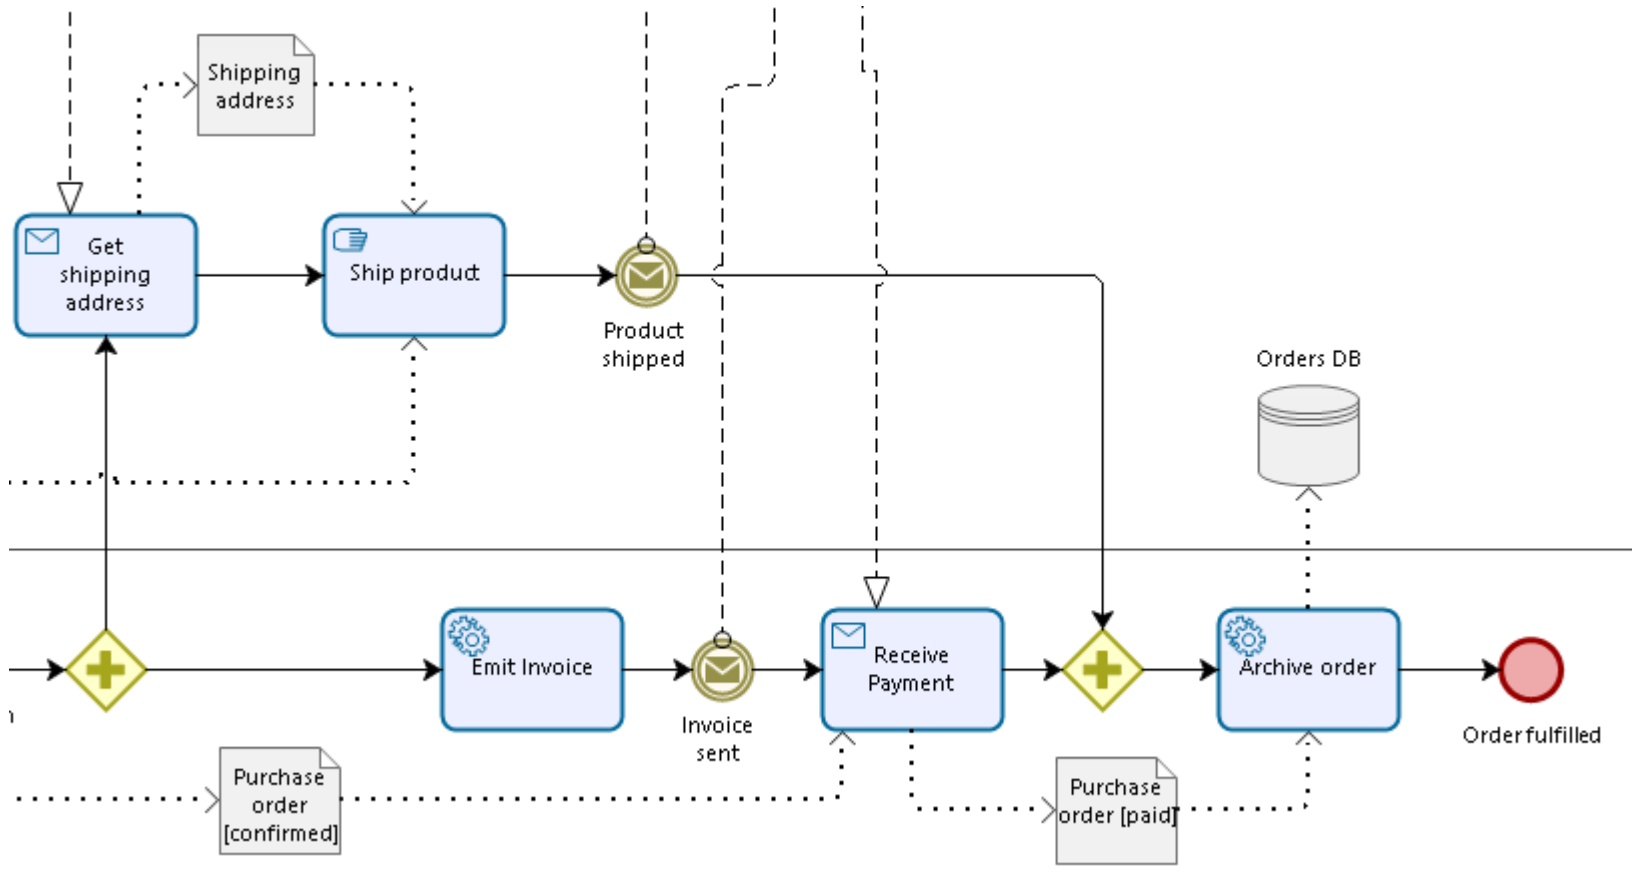 Shipping
address
Get
shipping
address
Ship product
Product
shipped
Orders DB
Emit Invoice
Invoice
sent
Receive
Payment
Archive order
Order fulfilled
Purchase
order
[confirmed]
Purchase
order [paid]